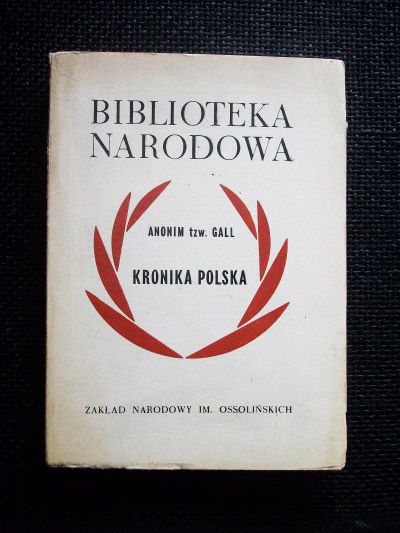 BIBLIOTEKA
NARODOWA
ANONIM tzw. GALL
KRONIKA POLSKA
ZAKŁAD NARODOWY IM. OSSOLIŃSKICH